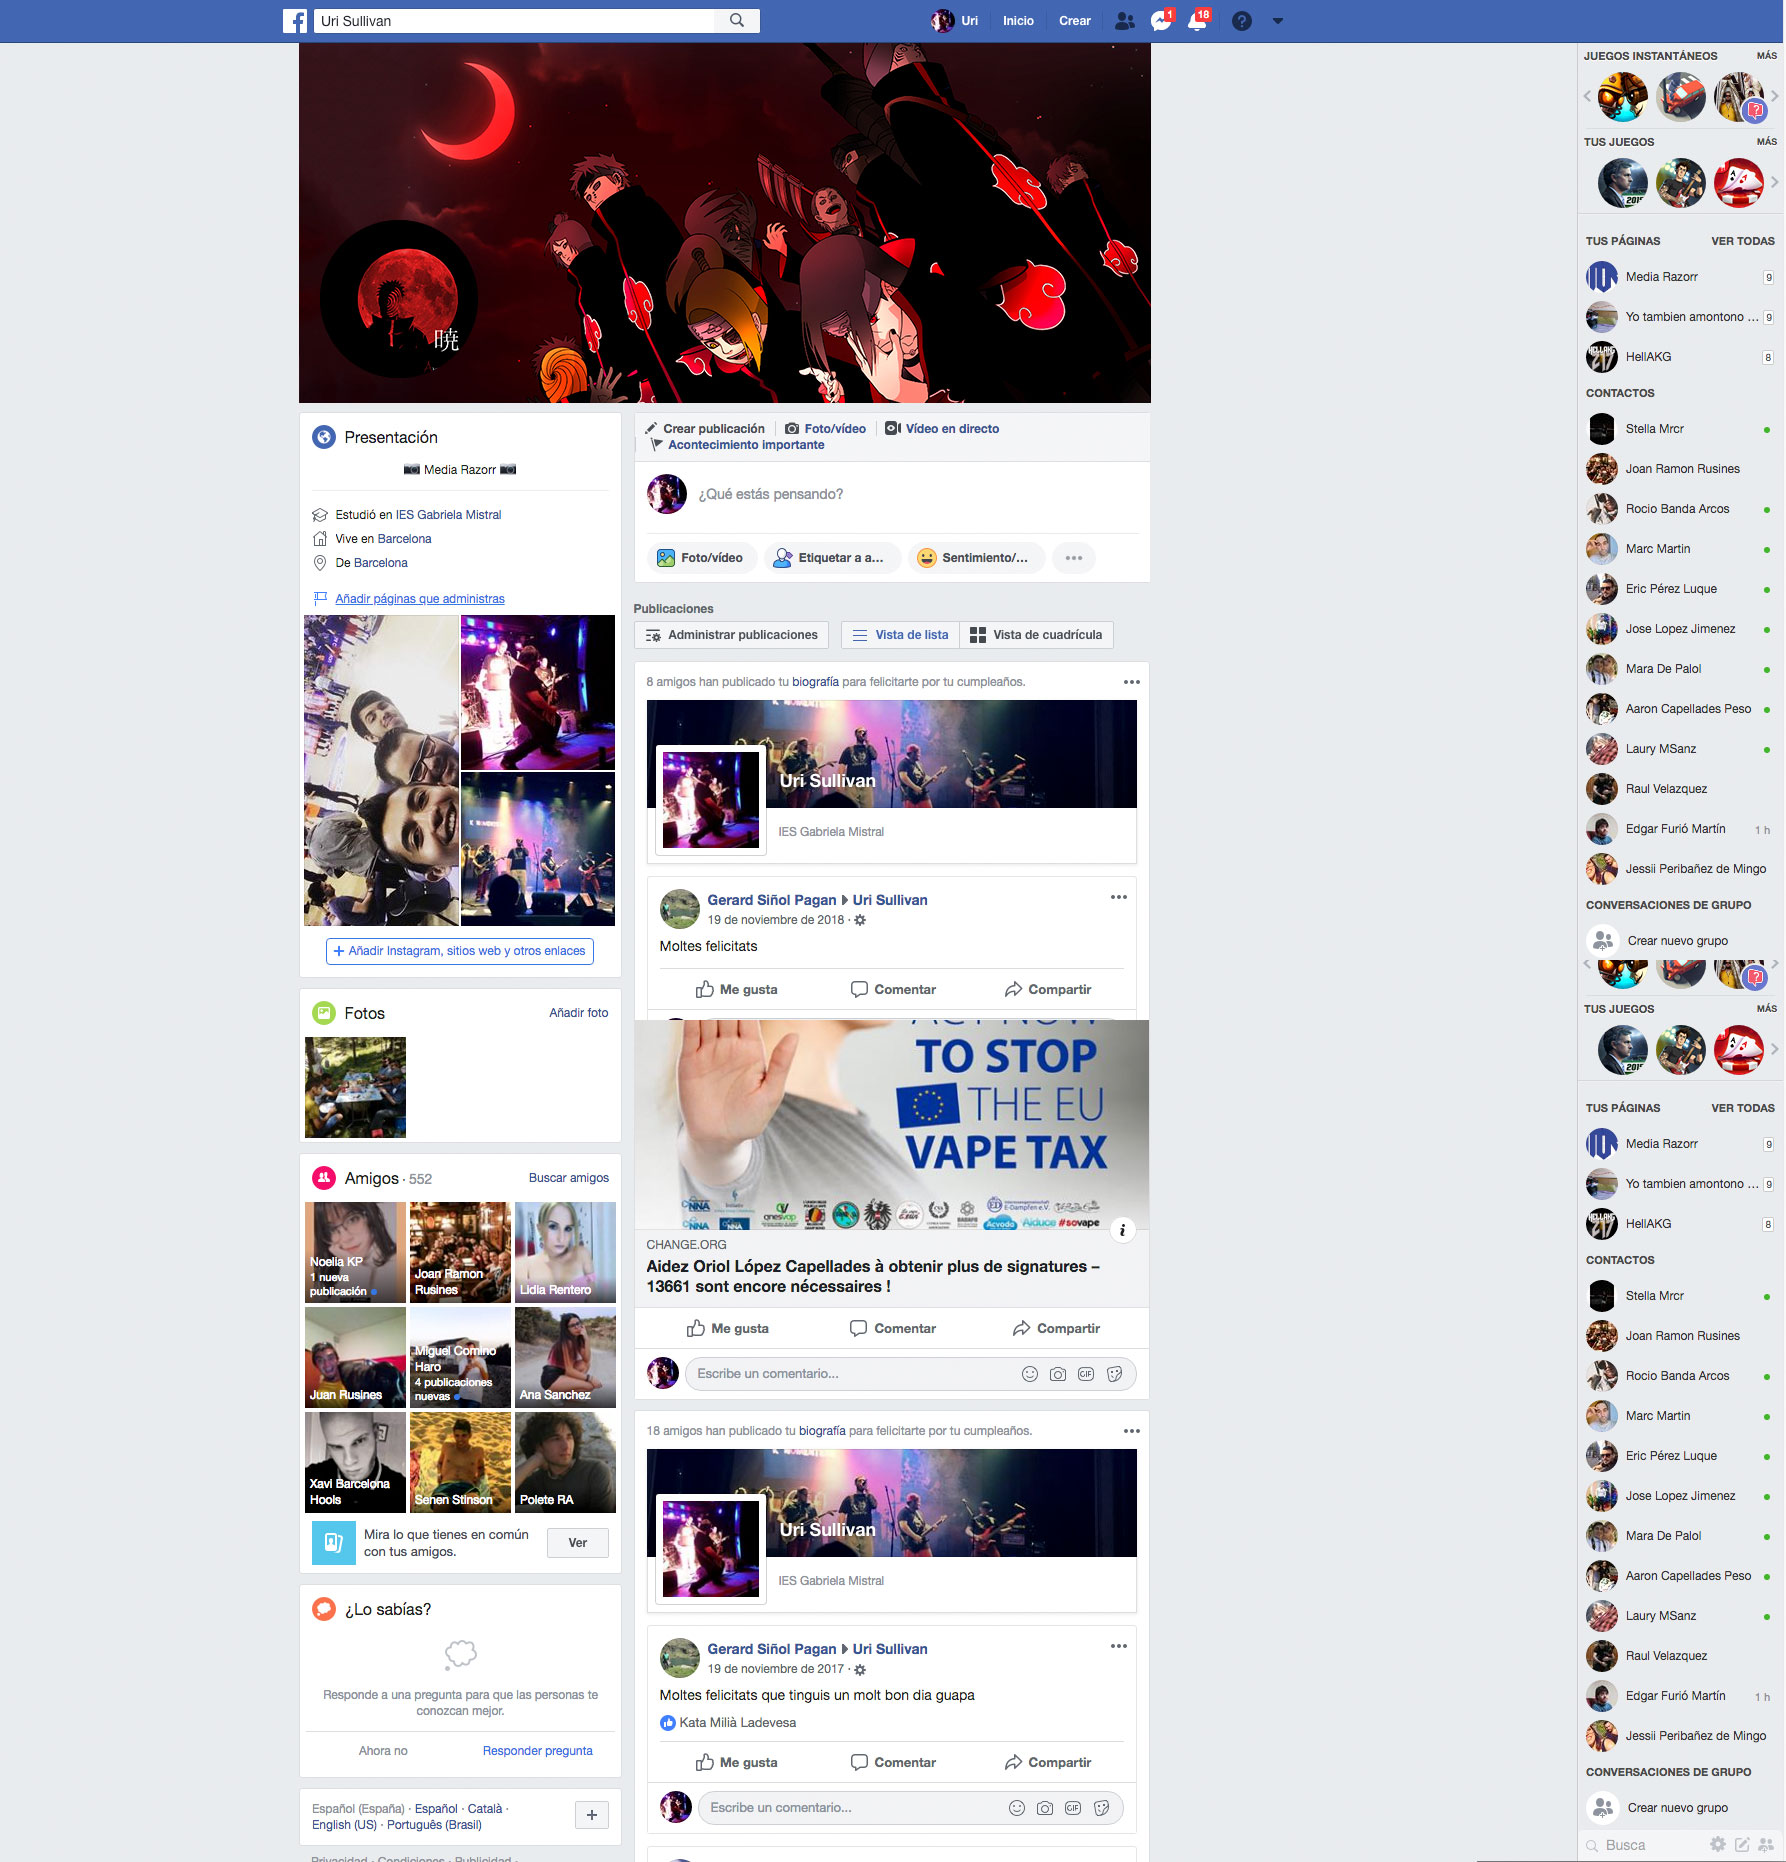 Uri Sullivan
Uri
Inicio
Crear
1
18
暁
Presentación
Media Razorr
Estudió en IES Gabriela Mistral
Vive en Barcelona
De Barcelona
Añadir páginas que administras
+ Añadir Instagram, sitios web y otros enlaces
Fotos
Añadir foto
Amigos · 552
Buscar amigos
Noelia KP
1 nueva
publicación
Joan Ramon
Rusines
Lidia Rentero
Juan Rusines
Miguel Comino
Haro
4 publicaciones
nuevas
Ana Sanchez
Xavi Barcelona
Hools
Senen Stinson
Polete RA
Mira lo que tienes en común
con tus amigos.
Ver
¿Lo sabías?
Responde a una pregunta para que las personas te
conozcan mejor.
Ahora no
Responder pregunta
Español (España) · Español · Català ·
English (US) · Português (Brasil)
Privacidad · Condiciones · Publicidad ·
Crear publicación
Foto/vídeo
Vídeo en directo
Acontecimiento importante
¿Qué estás pensando?
Foto/vídeo
Etiquetar a a...
Sentimiento/...
Publicaciones
Administrar publicaciones
Vista de lista
Vista de cuadrícula
8 amigos han publicado tu biografía para felicitarte por tu cumpleaños.
Uri Sullivan
IES Gabriela Mistral
Gerard Siñol Pagan ▸ Uri Sullivan
19 de noviembre de 2018 ·
Moltes felicitats
Me gusta
Comentar
Compartir
ACT NOW
TO STOP
THE EU
VAPE TAX
CHANGE.ORG
Aidez Oriol López Capellades à obtenir plus de signatures –
13661 sont encore nécessaires !
Me gusta
Comentar
Compartir
Escribe un comentario...
GIF
18 amigos han publicado tu biografía para felicitarte por tu cumpleaños.
Uri Sullivan
IES Gabriela Mistral
Gerard Siñol Pagan ▸ Uri Sullivan
19 de noviembre de 2017 ·
Moltes felicitats que tinguis un molt bon dia guapa
Kata Milià Ladevesa
Me gusta
Comentar
Compartir
Escribe un comentario...
GIF
JUEGOS INSTANTÁNEOS
MÁS
TUS JUEGOS
MÁS
TUS PÁGINAS
VER TODAS
Media Razorr
9
Yo tambien amontono ...
9
HellAKG
8
CONTACTOS
Stella Mrcr
Joan Ramon Rusines
Rocio Banda Arcos
Marc Martin
Eric Pérez Luque
Jose Lopez Jimenez
Mara De Palol
Aaron Capellades Peso
Laury MSanz
Raul Velazquez
Edgar Furió Martín
1 h
Jessii Peribañez de Mingo
CONVERSACIONES DE GRUPO
Crear nuevo grupo
TUS JUEGOS
MÁS
TUS PÁGINAS
VER TODAS
Media Razorr
9
Yo tambien amontono ...
9
HellAKG
8
CONTACTOS
Stella Mrcr
Joan Ramon Rusines
Rocio Banda Arcos
Marc Martin
Eric Pérez Luque
Jose Lopez Jimenez
Mara De Palol
Aaron Capellades Peso
Laury MSanz
Raul Velazquez
Edgar Furió Martín
1 h
Jessii Peribañez de Mingo
CONVERSACIONES DE GRUPO
Crear nuevo grupo
Busca